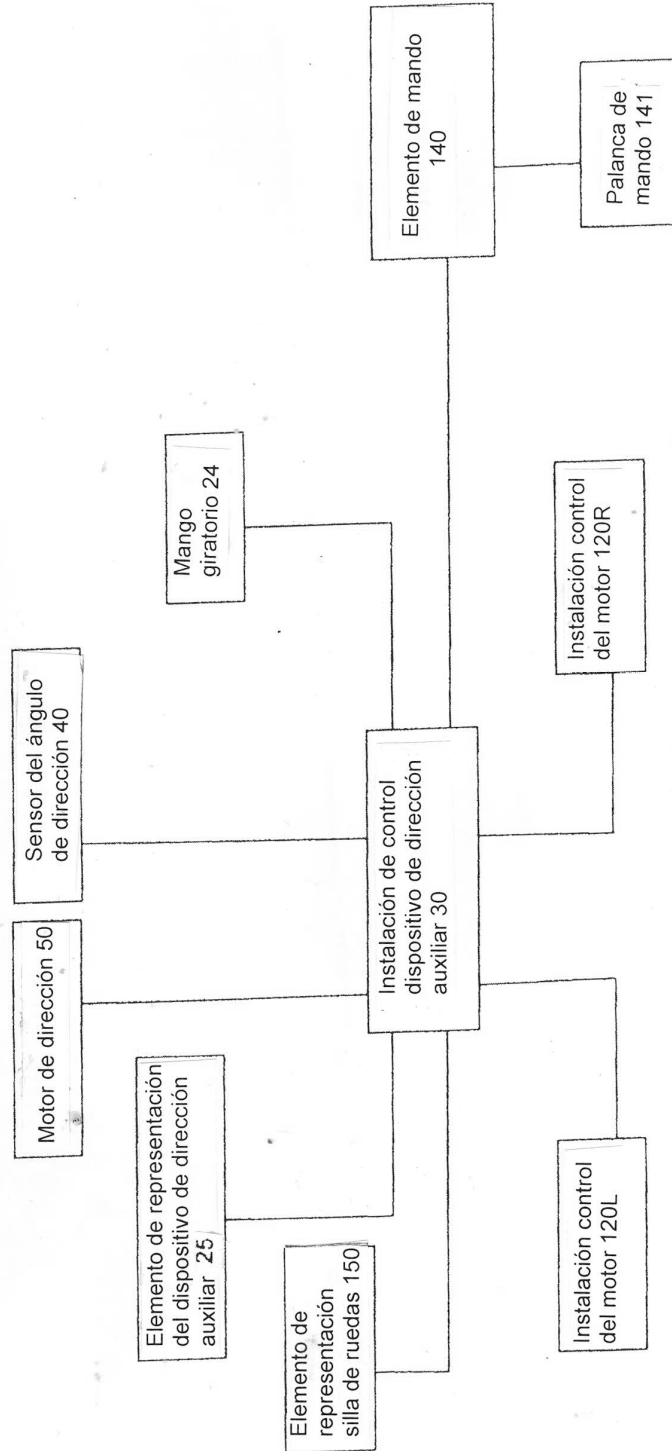 Motor de dirección 50
Sensor del ángulo
de dirección 40
Elemento de representación
del dispositivo de dirección
auxiliar 25
Mango
giratorio 24
Elemento de
representación
silla de ruedas 150
Instalación de control
dispositivo de dirección
auxiliar 30
Elemento de mando
140
Instalación control
del motor 120L
Instalación control
del motor 120R
Palanca de
mando 141